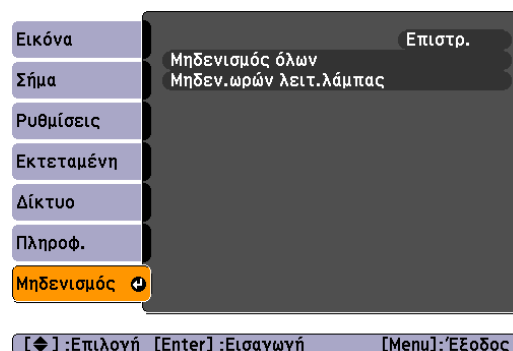 Εικόνα
Σήμα
Ρυθμίσεις
Εκτεταμένη
Δίκτυο
Πληροφ.
Μηδενισμός
Επιστρ.
Μηδενισμός όλων
Μηδεν.ωρών λειτ.λάμπας
[◆] :Επιλογή [Enter] :Εισαγωγή [Menu]:Έξοδος